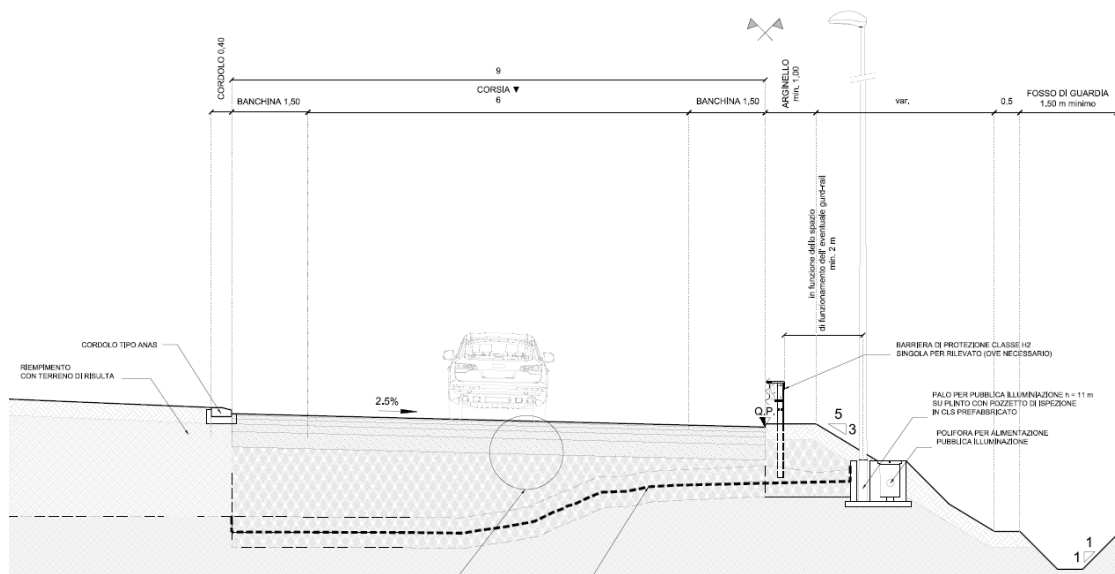 CORDOLO 0,40
9
CORSIA ▼
6
BANCHINA 1,50
BANCHINA 1,50
ARGINELLO
min. 1,00
var.
0,5
FOSSO DI GUARDIA
1.50 m minimo
in funzione dello spazio
di funzionamento dell' eventuale gurd-rail
min. 2 m
CORDOLO TIPO ANAS
RIEMPIMENTO
CON TERRENO DI RISULTA
2.5%
Q.P.
5
3
BARRIERA DI PROTEZIONE CLASSE H2
SINGOLA PER RILEVATO (OVE NECESSARIO)
PALO PER PUBBLICA ILLUMINIAZIONE h = 11 m
SU PLINTO CON POZZETTO DI ISPEZIONE
IN CLS PREFABBRICATO
POLIFORA PER ALIMENTAZIONE
PUBBLICA ILLUMINAZIONE
1
1